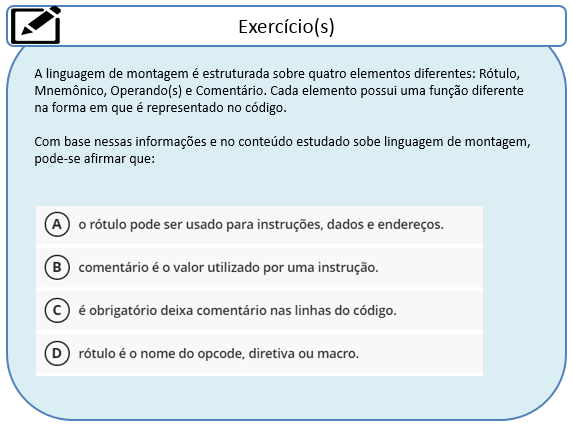 Exercício(s)
A linguagem de montagem é estruturada sobre quatro elementos diferentes: Rótulo,
Mnemônico, Operando(s) e Comentário. Cada elemento possui uma função diferente
na forma em que é representado no código.
Com base nessas informações e no conteúdo estudado sobe linguagem de montagem,
pode-se afirmar que:
A o rótulo pode ser usado para instruções, dados e endereços.
B comentário é o valor utilizado por uma instrução.
C é obrigatório deixa comentário nas linhas do código.
D rótulo é o nome do opcode, diretiva ou macro.